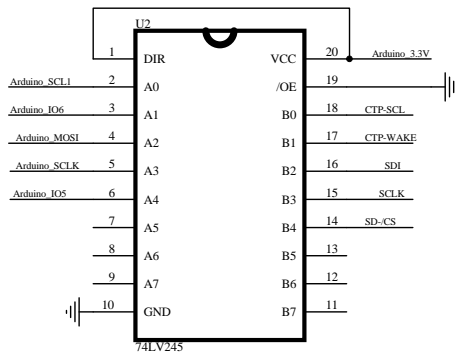 U2
1 DIR VCC 20 Arduino_3.3V
Arduino_SCL1 2 A0 /OE 19
Arduino_IO6 3 A1 B0 18 CTP-SCL
Arduino_MOSI 4 A2 B1 17 CTP-WAKE
Arduino_SCLK 5 A3 B2 16 SDI
Arduino_IO5 6 A4 B3 15 SCLK
7 A5 B4 14 SD-/CS
8 A6 B5 13
9 A7 B6 12
10 GND B7 11
74LV245